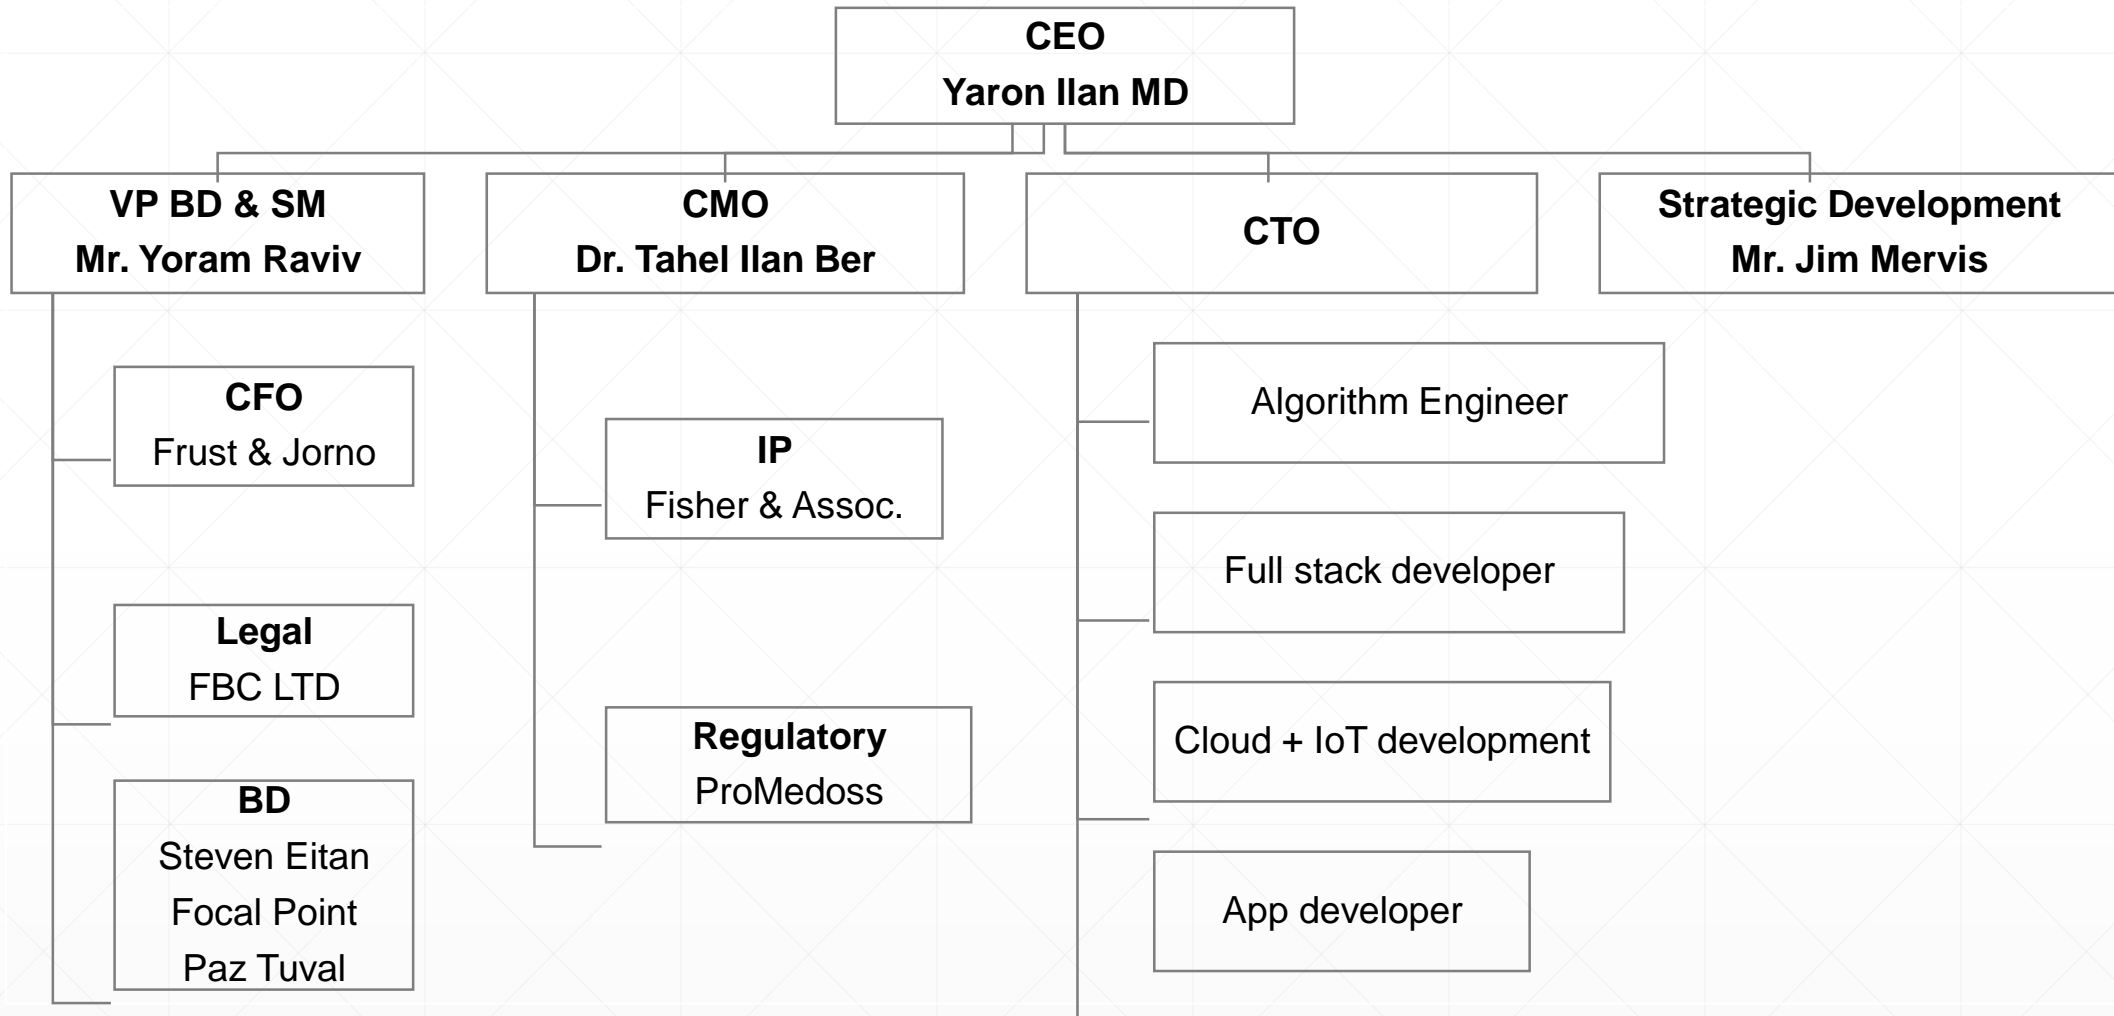 CEO
Yaron Ilan MD
VP BD & SM
Mr. Yoram Raviv
CMO
Dr. Tahel Ilan Ber
CTO
Strategic Development
Mr. Jim Mervis
CFO
Frust & Jorno
Legal
FBC LTD
BD
Steven Eitan
Focal Point
Paz Tuval
IP
Fisher & Assoc.
Regulatory
ProMedoss
Algorithm Engineer
Full stack developer
Cloud + IoT development
App developer